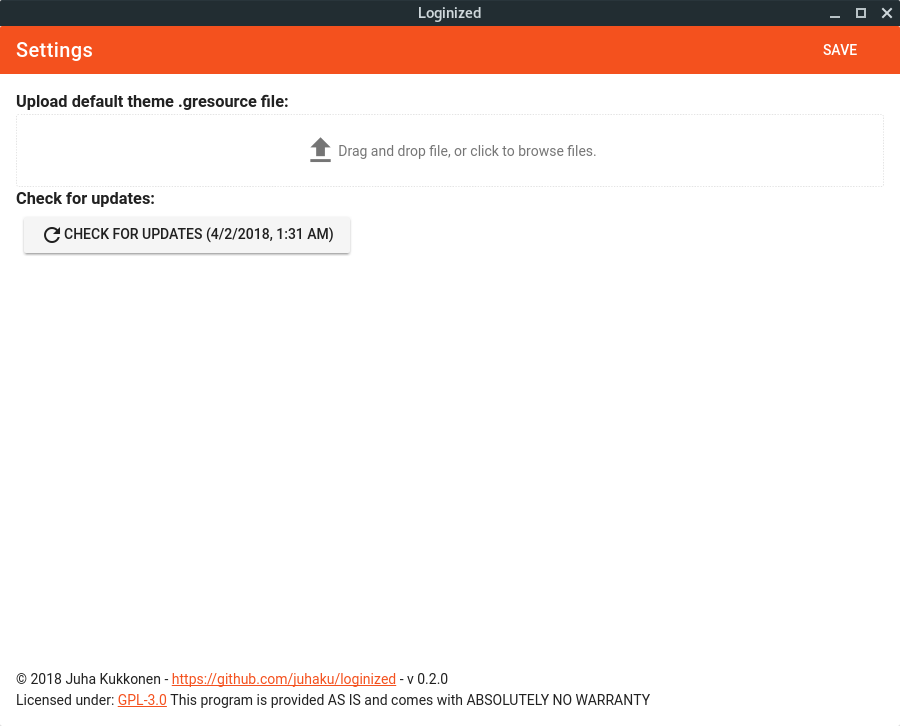 Loginized
Settings
SAVE
Upload default theme .gresource file:
Drag and drop file, or click to browse files.
Check for updates:
CHECK FOR UPDATES (4/2/2018, 1:31 AM)
© 2018 Juha Kukkonen - https://github.com/juhaku/loginized - v 0.2.0
Licensed under: GPL-3.0 This program is provided AS IS and comes with ABSOLUTELY NO WARRANTY